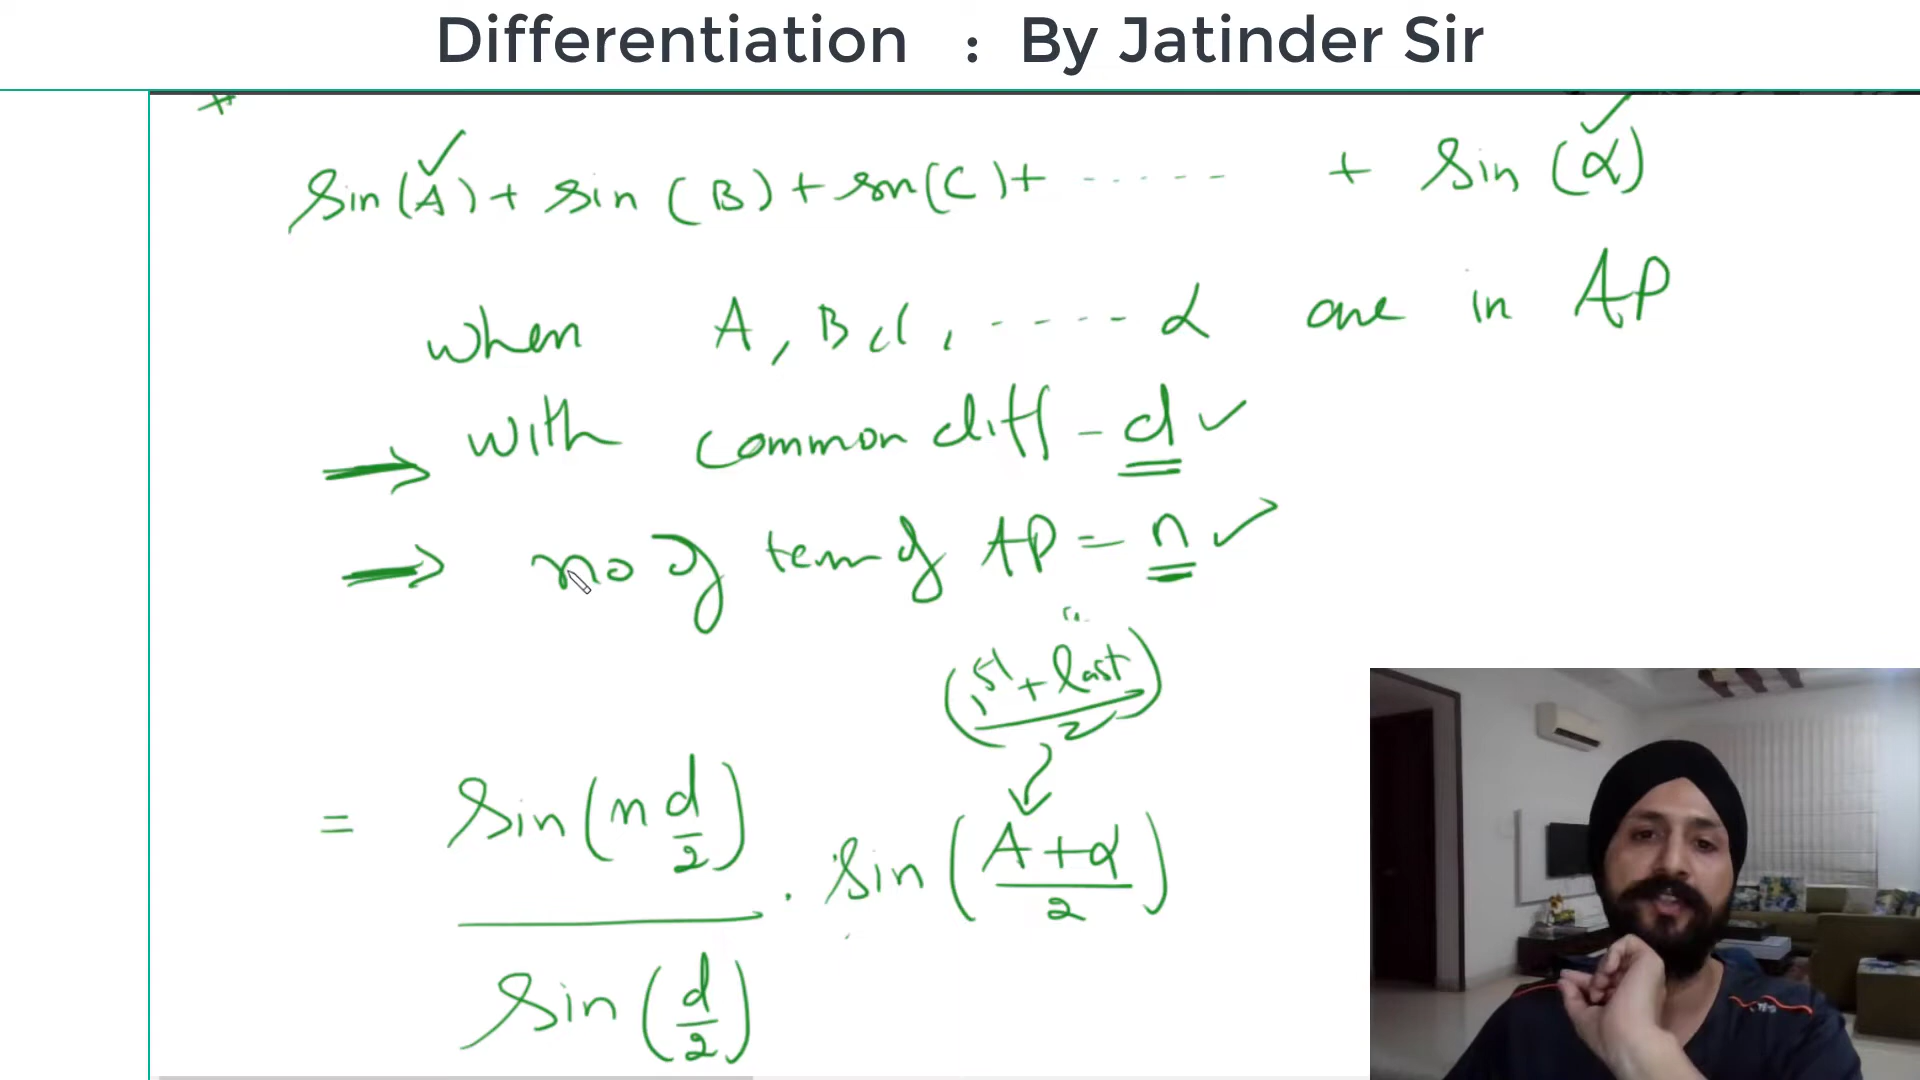 Differentiation : By Jatinder Sir
*
Sin(A) + sin(B) + sin(C) + ------ + Sin(α)
when A, B, C, ----- α are in AP
⇒ with common diff - d ✓
⇒ no of term of AP = n ✓
(1st + last / 2)
= Sin(n d/2) / Sin(d/2) . Sin(A+α / 2)